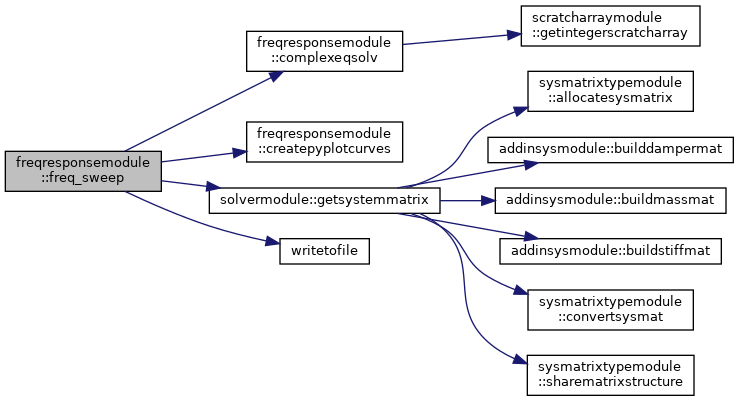 freqresponsemodule
::freq_sweep
freqresponsemodule
::complexeqsolv
scratcharraymodule
::getintegerscratcharray
freqresponsemodule
::createpyplotcurves
solvermodule::getsystemmatrix
sysmatrixtypemodule
::allocatesysmatrix
addinsysmodule::builddampermat
addinsysmodule::buildmassmat
addinsysmodule::buildstiffmat
sysmatrixtypemodule
::convertsysmat
sysmatrixtypemodule
::sharematrixstructure
writetofile